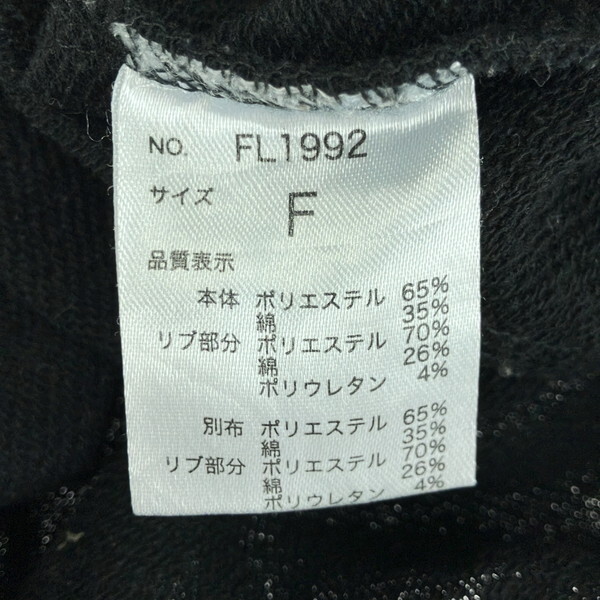 NO. FL1992
サイズ F
品質表示
本体 ポリエステル 65%
綿 35%
リブ部分 ポリエステル 70%
綿 26%
ポリウレタン 4%
別布 ポリエステル 65%
綿 35%
リブ部分 ポリエステル 70%
綿 26%
ポリウレタン 4%